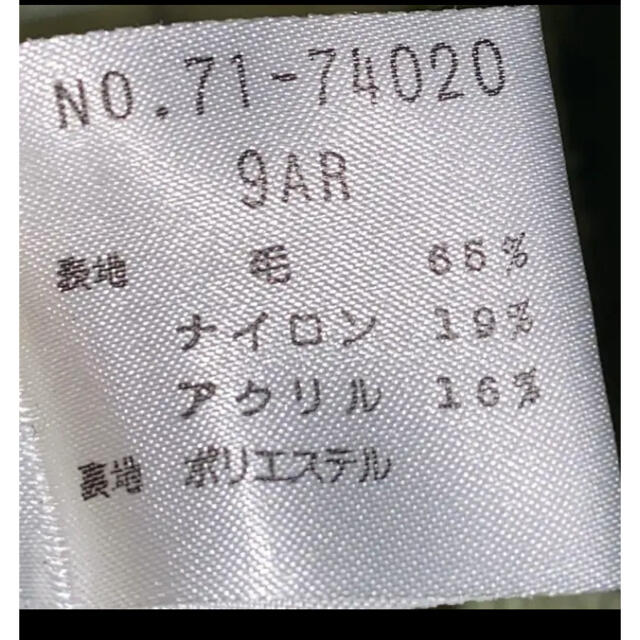 NO.71-74020
9AR
表地 毛 65%
ナイロン 19%
アクリル 16%
裏地 ポリエステル